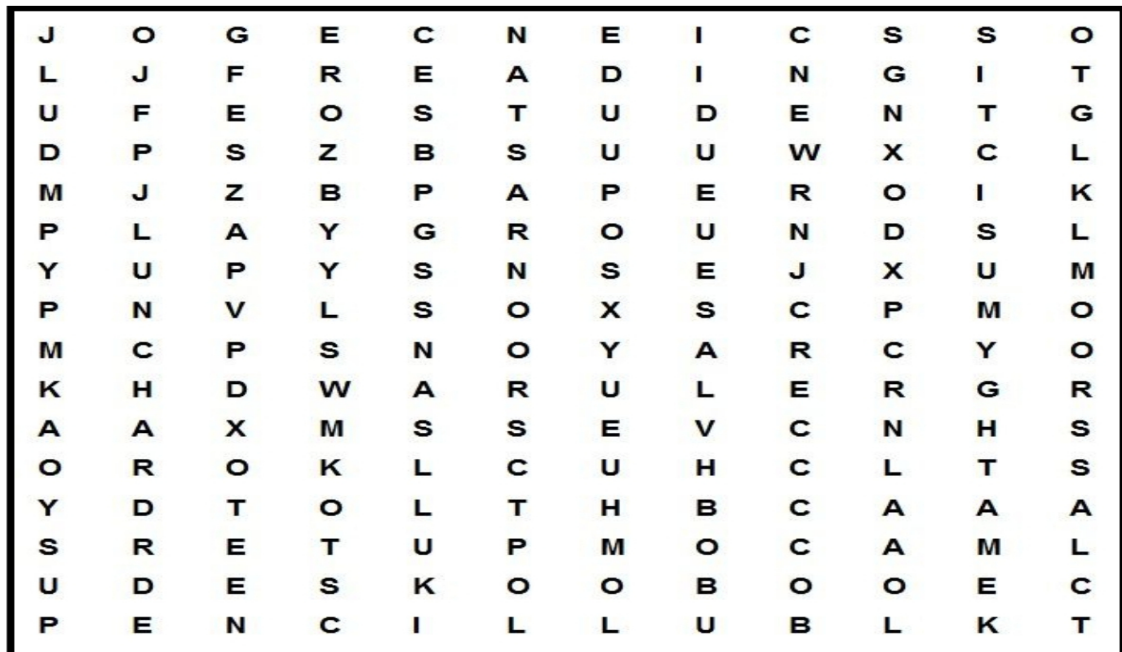 J O G E C N E I C S S O
L J F R E A D I N G I T
U F E O S T U D E N T G
D P S Z B S U U W X C L
M J Z B P A P E R O I K
P L A Y G R O U N D S L
Y U P Y S N S E J X U M
P N V L S O X S C P M O
M C P S N O Y A R C Y O
K H D W A R U L E R G R
A A X M S S E V C N H S
O R O K L C U H C L T S
Y D T O L T H B C A A A
S R E T U P M O C A M L
U D E S K O O B O O E C
P E N C I L L U B L K T